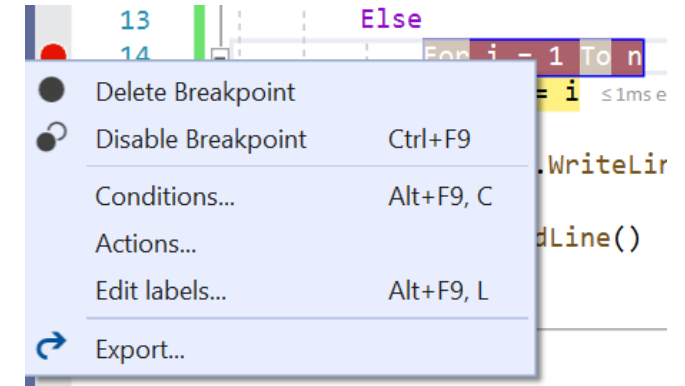 13 Else
14 For i = 1 To n
Delete Breakpoint = i ≤1ms e
Disable Breakpoint Ctrl+F9
.WriteLin
Conditions... Alt+F9, C
Actions... dLine()
Edit labels... Alt+F9, L
Export...